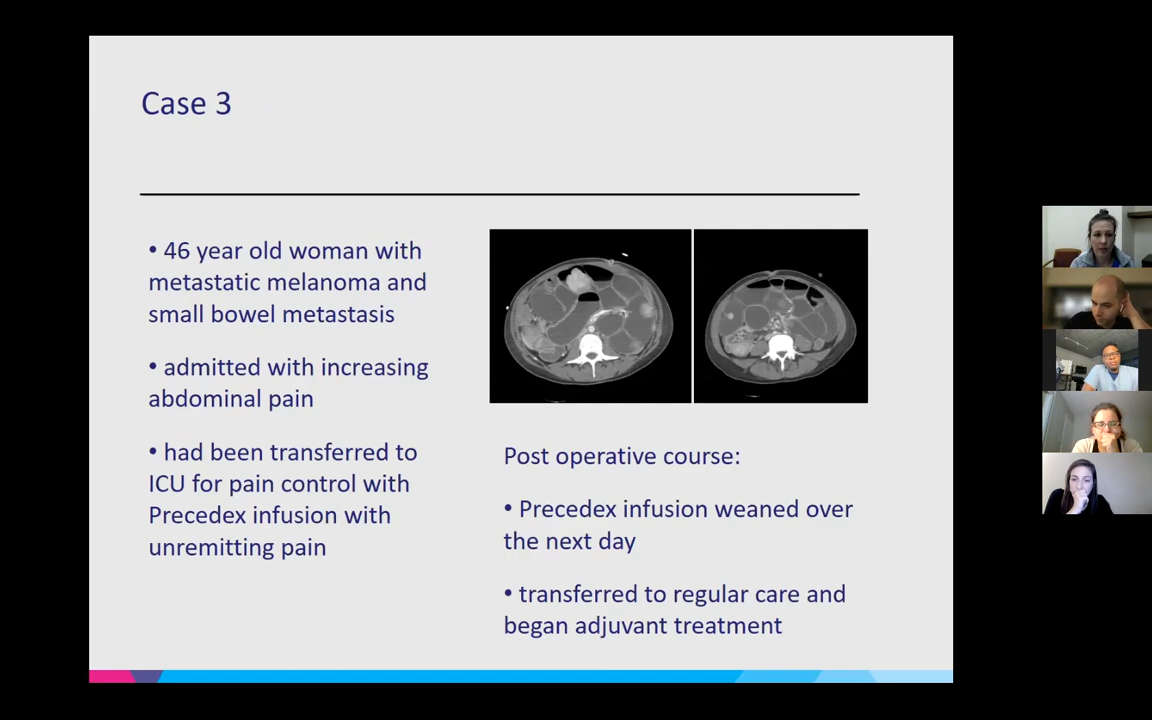 Case 3
• 46 year old woman with
metastatic melanoma and
small bowel metastasis
• admitted with increasing
abdominal pain
• had been transferred to
ICU for pain control with
Precedex infusion with
unremitting pain
Post operative course:
• Precedex infusion weaned over
the next day
• transferred to regular care and
began adjuvant treatment